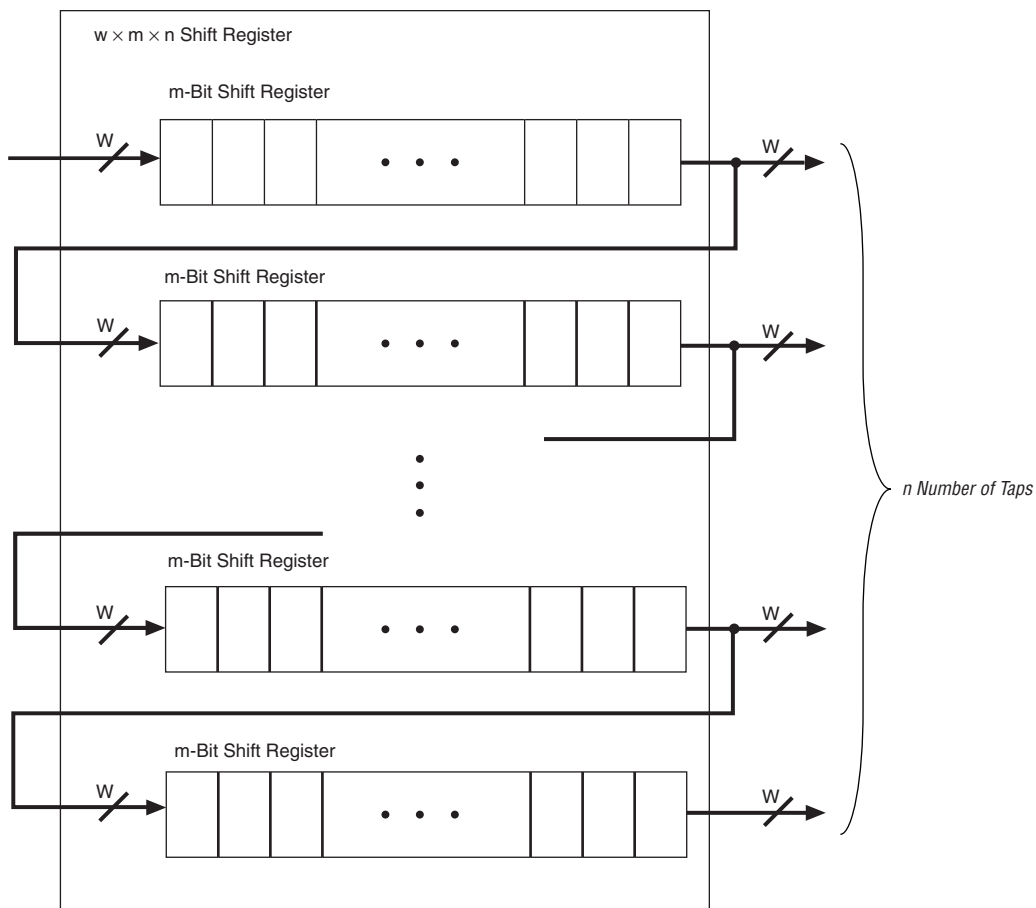 w × m × n Shift Register
m-Bit Shift Register
W
W
m-Bit Shift Register
W
W
n Number of Taps
m-Bit Shift Register
W
W
m-Bit Shift Register
W
W